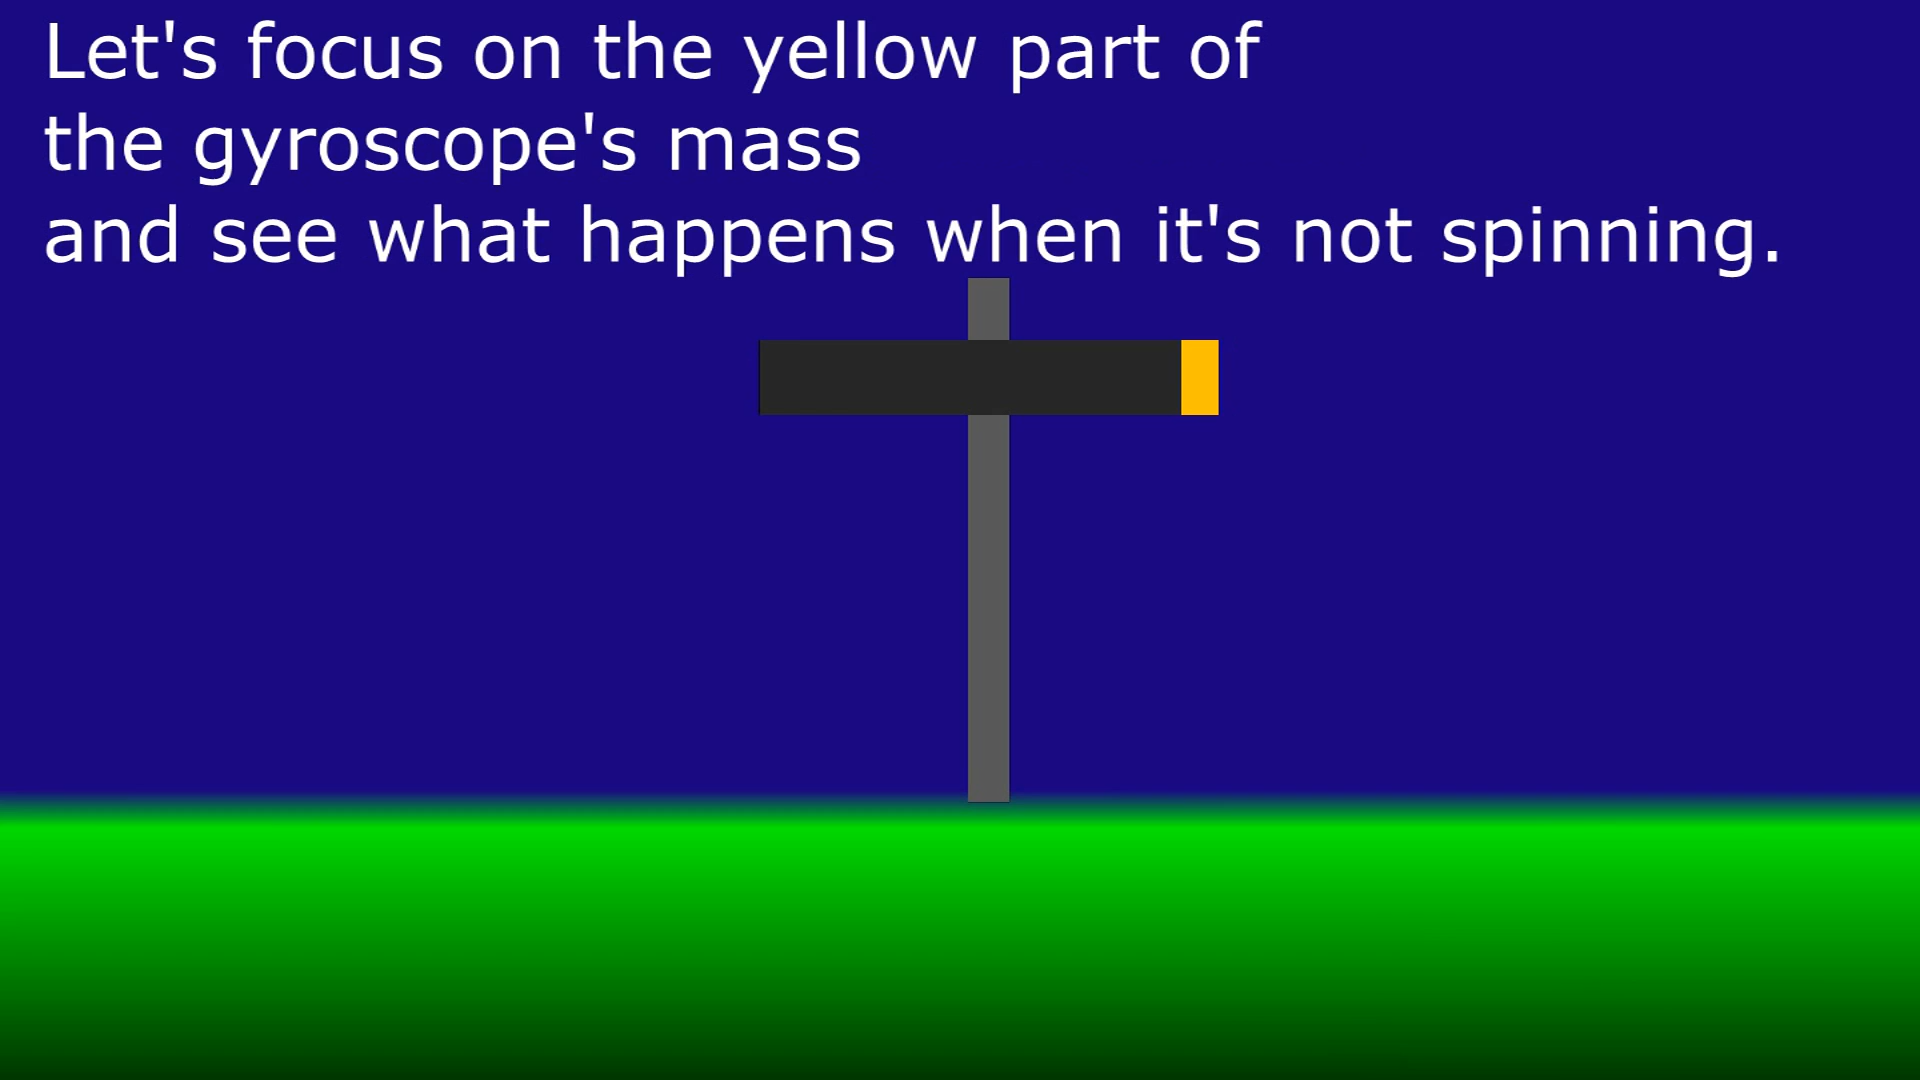 Let's focus on the yellow part of
the gyroscope's mass
and see what happens when it's not spinning.